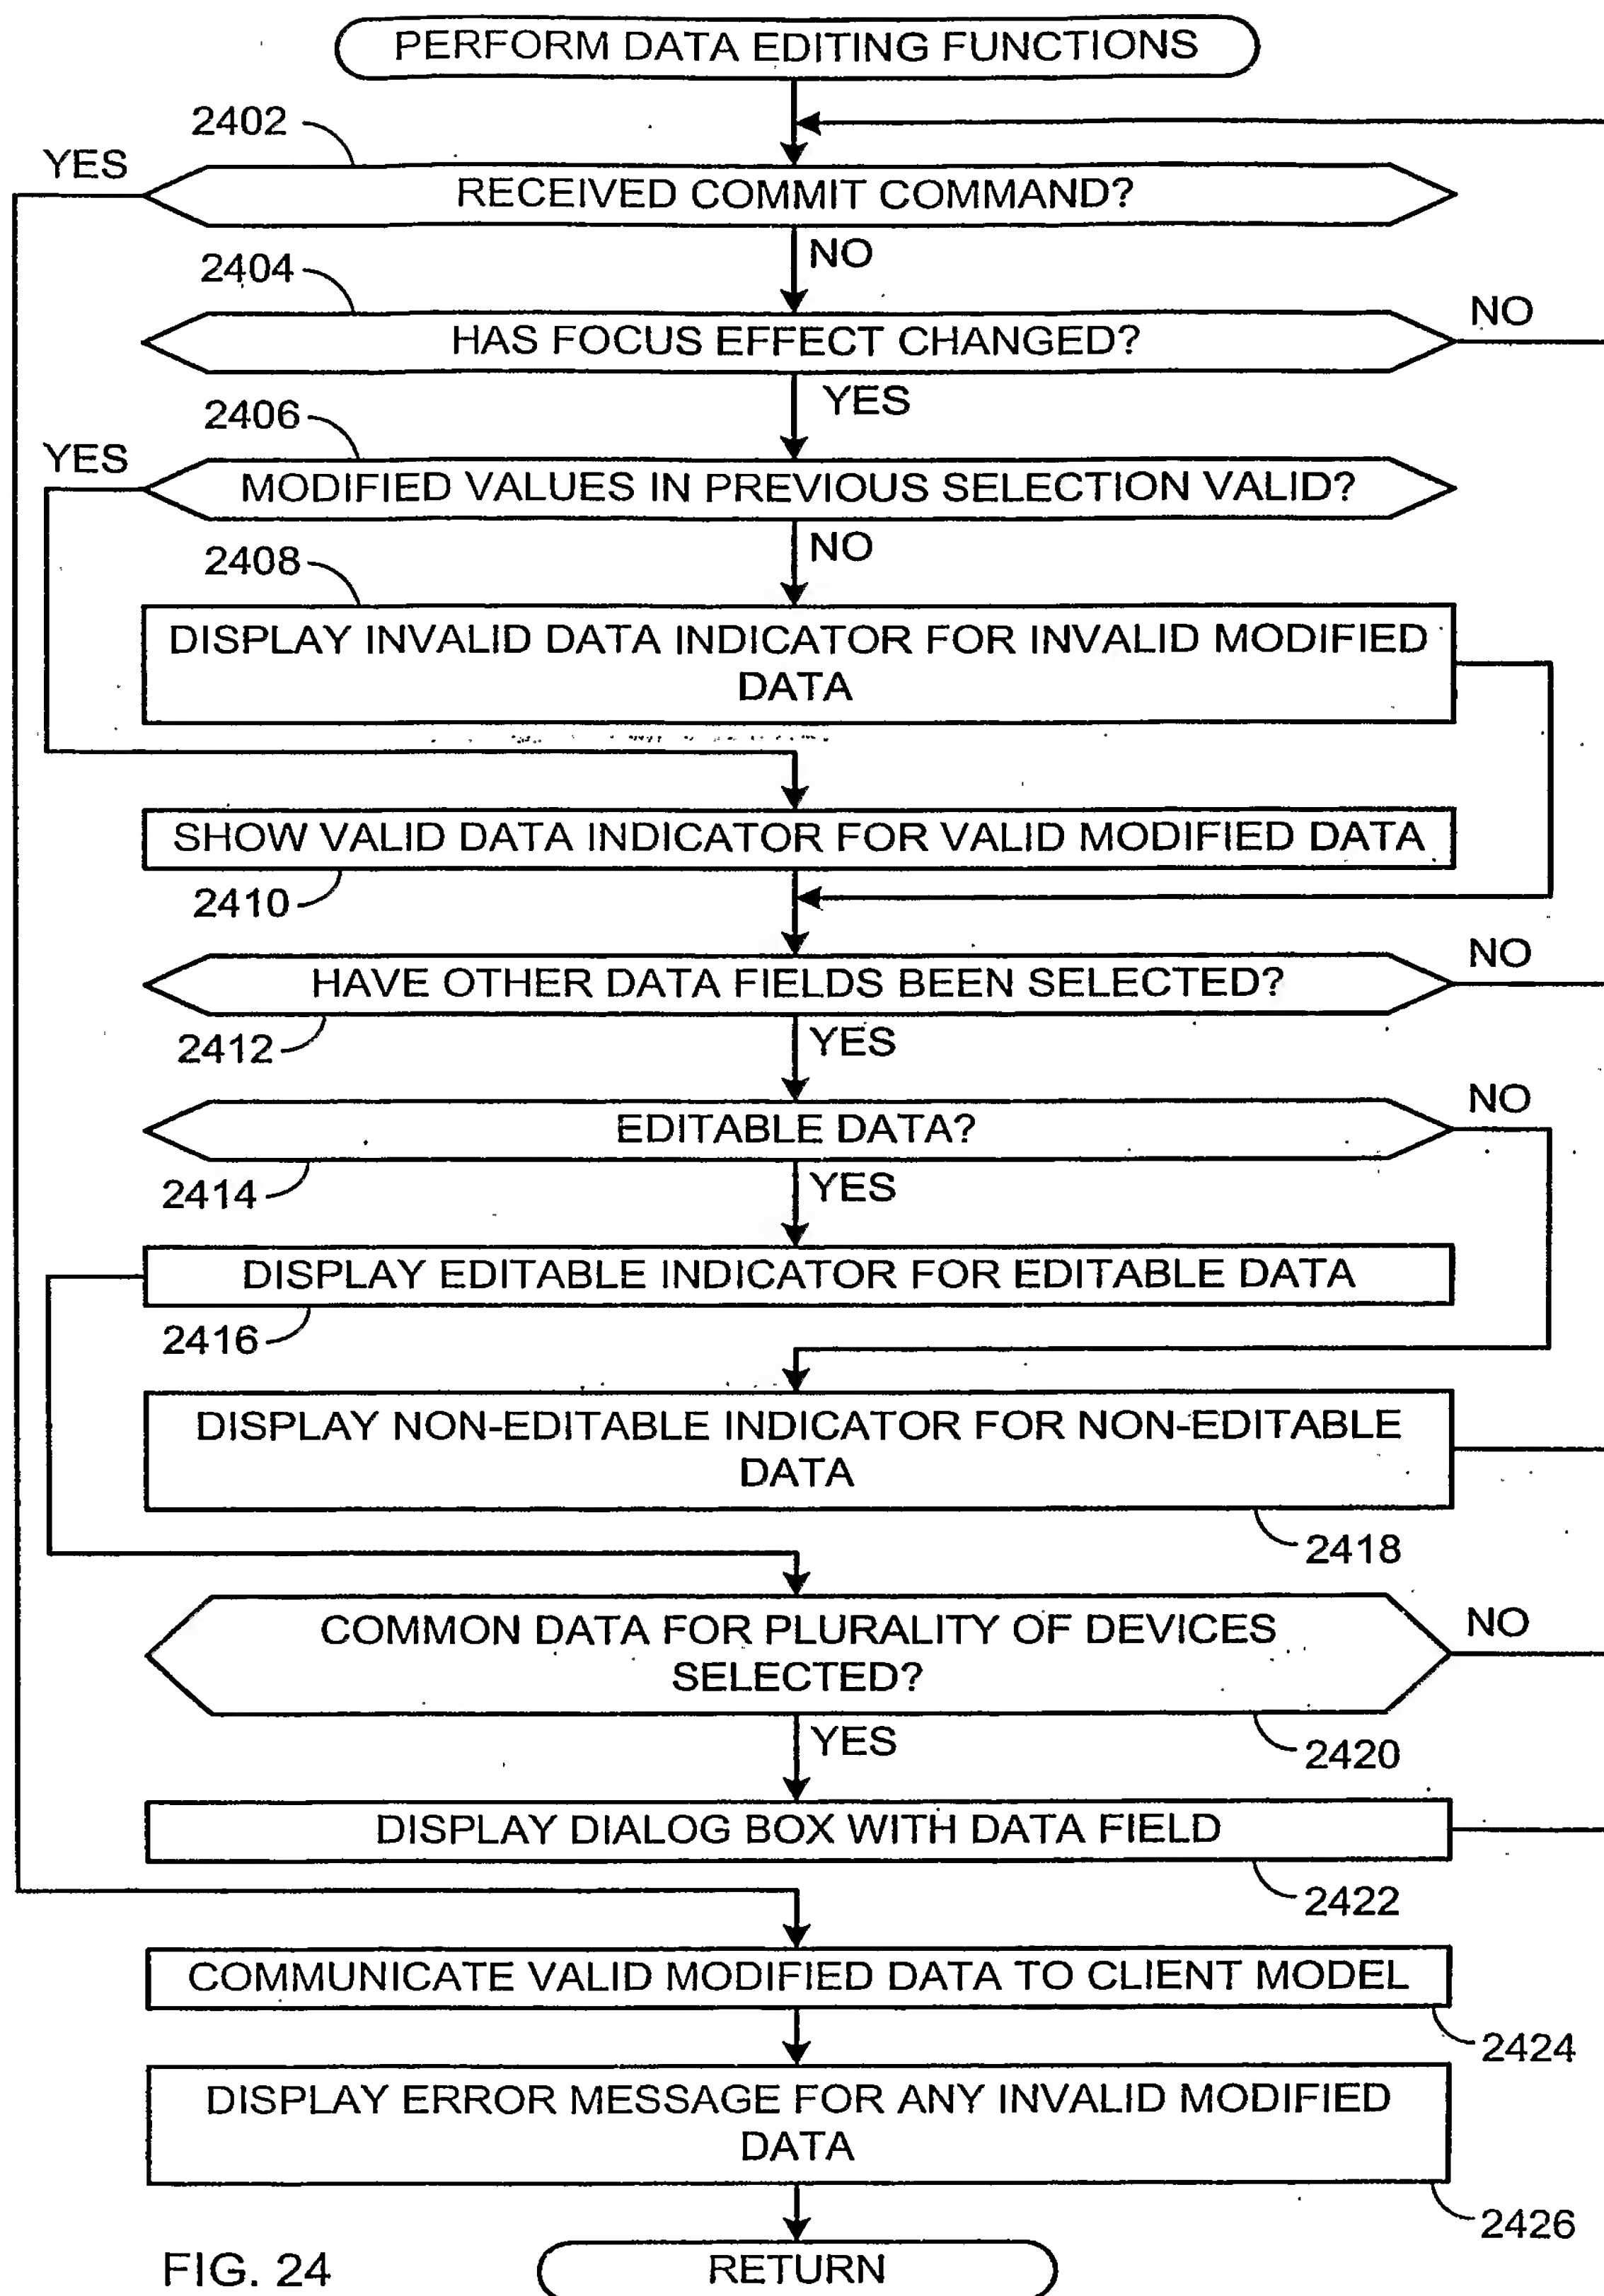 PERFORM DATA EDITING FUNCTIONS
2402
YES
RECEIVED COMMIT COMMAND?
NO
2404
NO
HAS FOCUS EFFECT CHANGED?
YES
2406
YES
MODIFIED VALUES IN PREVIOUS SELECTION VALID?
NO
2408
DISPLAY INVALID DATA INDICATOR FOR INVALID MODIFIED
DATA
SHOW VALID DATA INDICATOR FOR VALID MODIFIED DATA
2410
NO
HAVE OTHER DATA FIELDS BEEN SELECTED?
2412
YES
NO
EDITABLE DATA?
2414
YES
DISPLAY EDITABLE INDICATOR FOR EDITABLE DATA
2416
DISPLAY NON-EDITABLE INDICATOR FOR NON-EDITABLE
DATA
2418
COMMON DATA FOR PLURALITY OF DEVICES
SELECTED?
NO
2420
YES
DISPLAY DIALOG BOX WITH DATA FIELD
2422
COMMUNICATE VALID MODIFIED DATA TO CLIENT MODEL
2424
DISPLAY ERROR MESSAGE FOR ANY INVALID MODIFIED
DATA
2426
FIG. 24
RETURN